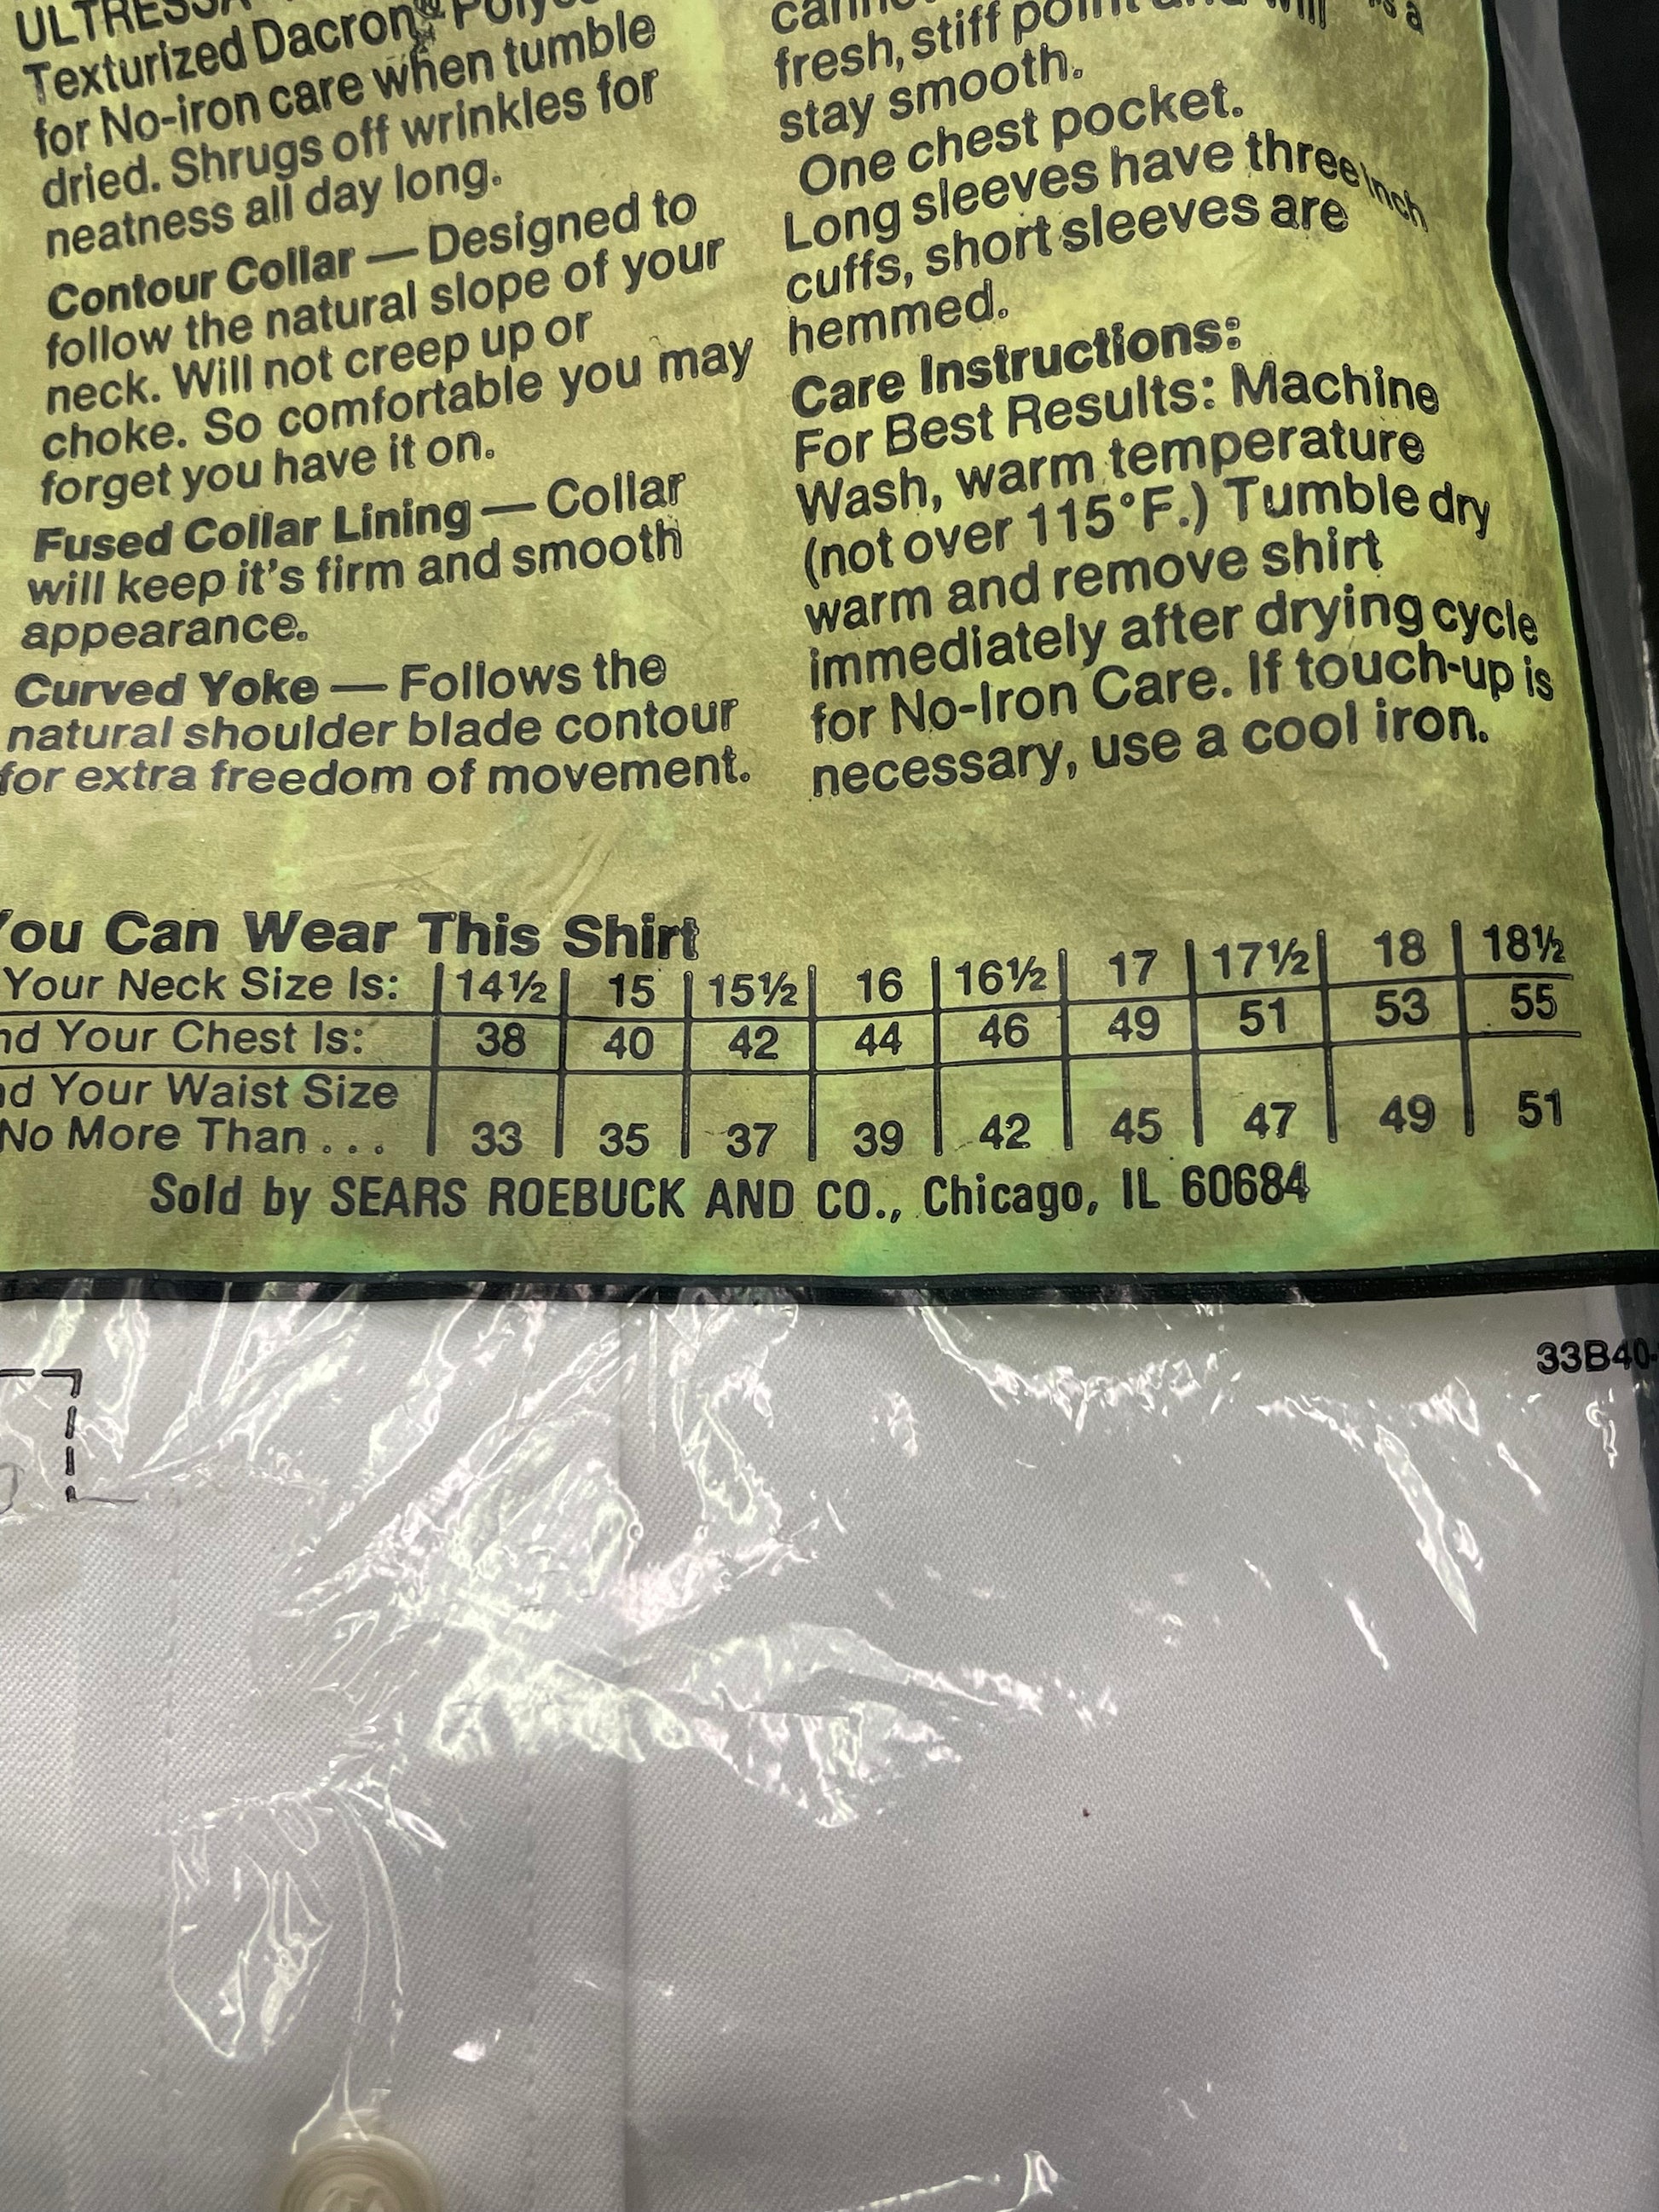 ULTRESSA
Texturized Dacron®
for No-iron care when tumble
dried. Shrugs off wrinkles for
neatness all day long.
Contour Collar — Designed to
follow the natural slope of your
neck. Will not creep up or
choke. So comfortable you may
forget you have it on.
Fused Collar Lining — Collar
will keep it's firm and smooth
appearance.
Curved Yoke — Follows the
natural shoulder blade contour
for extra freedom of movement.
fresh, stiff point and will
stay smooth.
One chest pocket.
Long sleeves have three inch
cuffs, short sleeves are
hemmed.
Care Instructions:
For Best Results: Machine
Wash, warm temperature
(not over 115°F.) Tumble dry
warm and remove shirt
immediately after drying cycle
for No-Iron Care. If touch-up is
necessary, use a cool iron.
You Can Wear This Shirt
Your Neck Size Is: 14½ 15 15½ 16 16½ 17 17½ 18 18½
nd Your Chest Is: 38 40 42 44 46 49 51 53 55
nd Your Waist Size
No More Than . . . 33 35 37 39 42 45 47 49 51
Sold by SEARS ROEBUCK AND CO., Chicago, IL 60684
33B40-